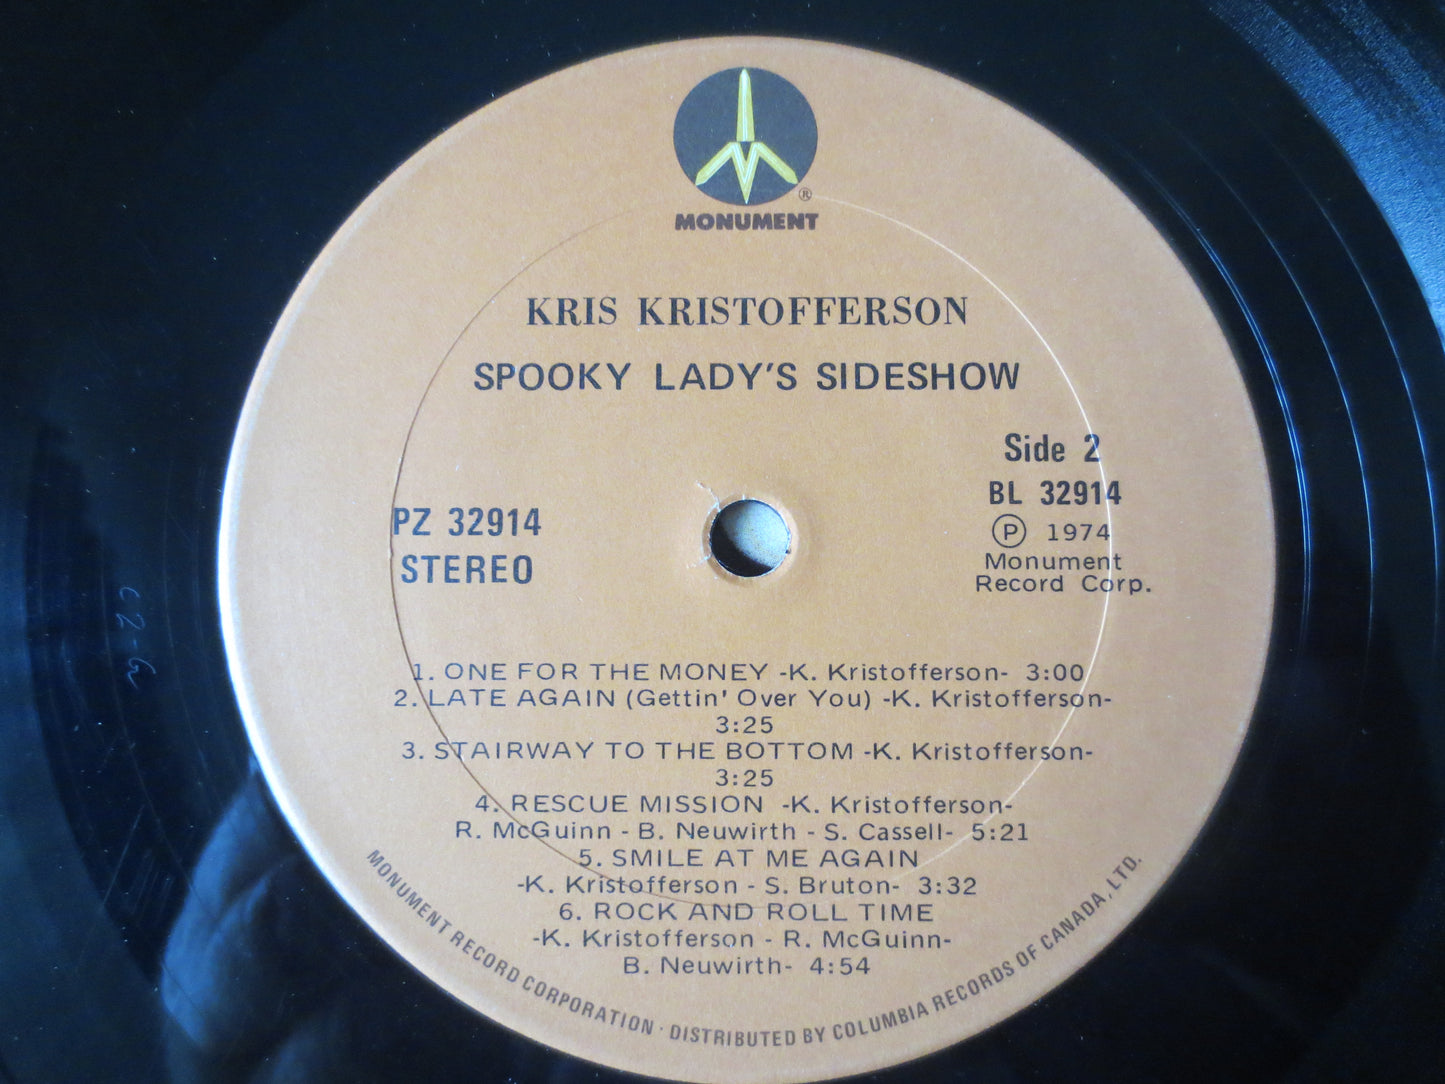 ®
MONUMENT
KRIS KRISTOFFERSON
SPOOKY LADY'S SIDESHOW
Side 2
BL 32914
Ⓟ 1974
Monument
Record Corp.
PZ 32914
STEREO
1. ONE FOR THE MONEY -K. Kristofferson- 3:00
2. LATE AGAIN (Gettin' Over You) -K. Kristofferson-
3:25
3. STAIRWAY TO THE BOTTOM -K. Kristofferson-
3:25
4. RESCUE MISSION -K. Kristofferson-
R. McGuinn - B. Neuwirth - S. Cassell- 5:21
5. SMILE AT ME AGAIN
-K. Kristofferson - S. Bruton- 3:32
6. ROCK AND ROLL TIME
-K. Kristofferson - R. McGuinn-
B. Neuwirth- 4:54
MONUMENT RECORD CORPORATION · DISTRIBUTED BY COLUMBIA RECORDS OF CANADA, LTD.